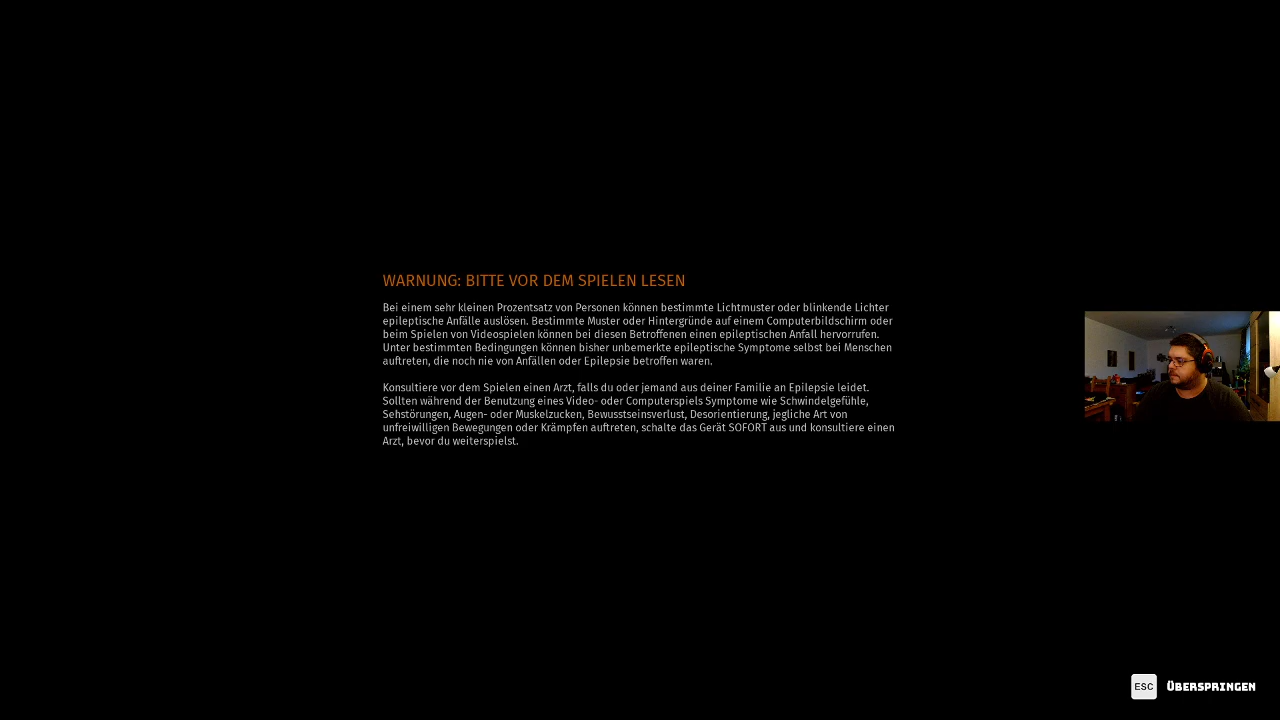 WARNUNG: BITTE VOR DEM SPIELEN LESEN
Bei einem sehr kleinen Prozentsatz von Personen können bestimmte Lichtmuster oder blinkende Lichter
epileptische Anfälle auslösen. Bestimmte Muster oder Hintergründe auf einem Computerbildschirm oder
beim Spielen von Videospielen können bei diesen Betroffenen einen epileptischen Anfall hervorrufen.
Unter bestimmten Bedingungen können bisher unbemerkte epileptische Symptome selbst bei Menschen
auftreten, die noch nie von Anfällen oder Epilepsie betroffen waren.
Konsultiere vor dem Spielen einen Arzt, falls du oder jemand aus deiner Familie an Epilepsie leidet.
Sollten während der Benutzung eines Video- oder Computerspiels Symptome wie Schwindelgefühle,
Sehstörungen, Augen- oder Muskelzucken, Bewusstseinsverlust, Desorientierung, jegliche Art von
unfreiwilligen Bewegungen oder Krämpfen auftreten, schalte das Gerät SOFORT aus und konsultiere einen
Arzt, bevor du weiterspielst.
ESC ÜBERSPRINGEN